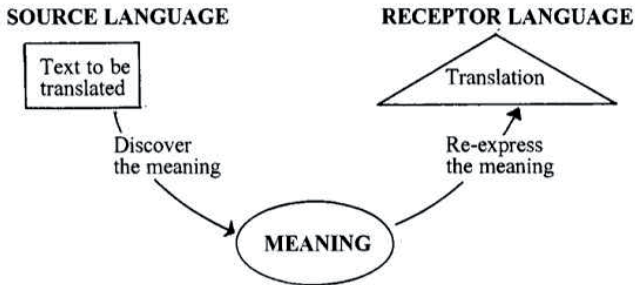 SOURCE LANGUAGE
RECEPTOR LANGUAGE
Text to be
translated
Translation
Discover
the meaning
Re-express
the meaning
MEANING